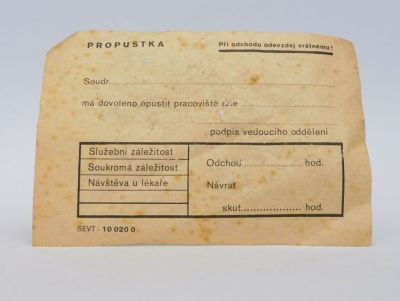 PROPUSTKA Při odchodu odevzdej vrátnému!
Soudr.
má dovoleno opustit pracoviště dne
podpis vedoucího oddělení
Služební záležitost
Soukromá záležitost
Návštěva u lékaře
Odchod hod.
Návrat
skut. hod.
SEVT - 10 020 0